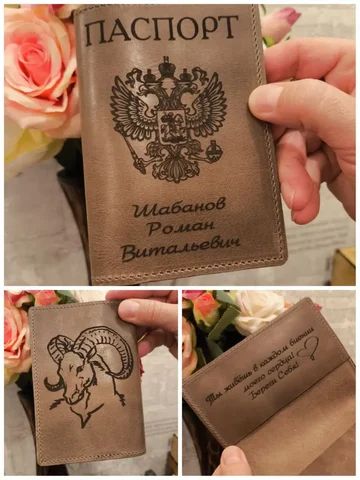 ПАСПОРТ
Шабанов
Роман
Витальевич
Ты живёшь в каждом биении
моего сердца!
Береги Себя!